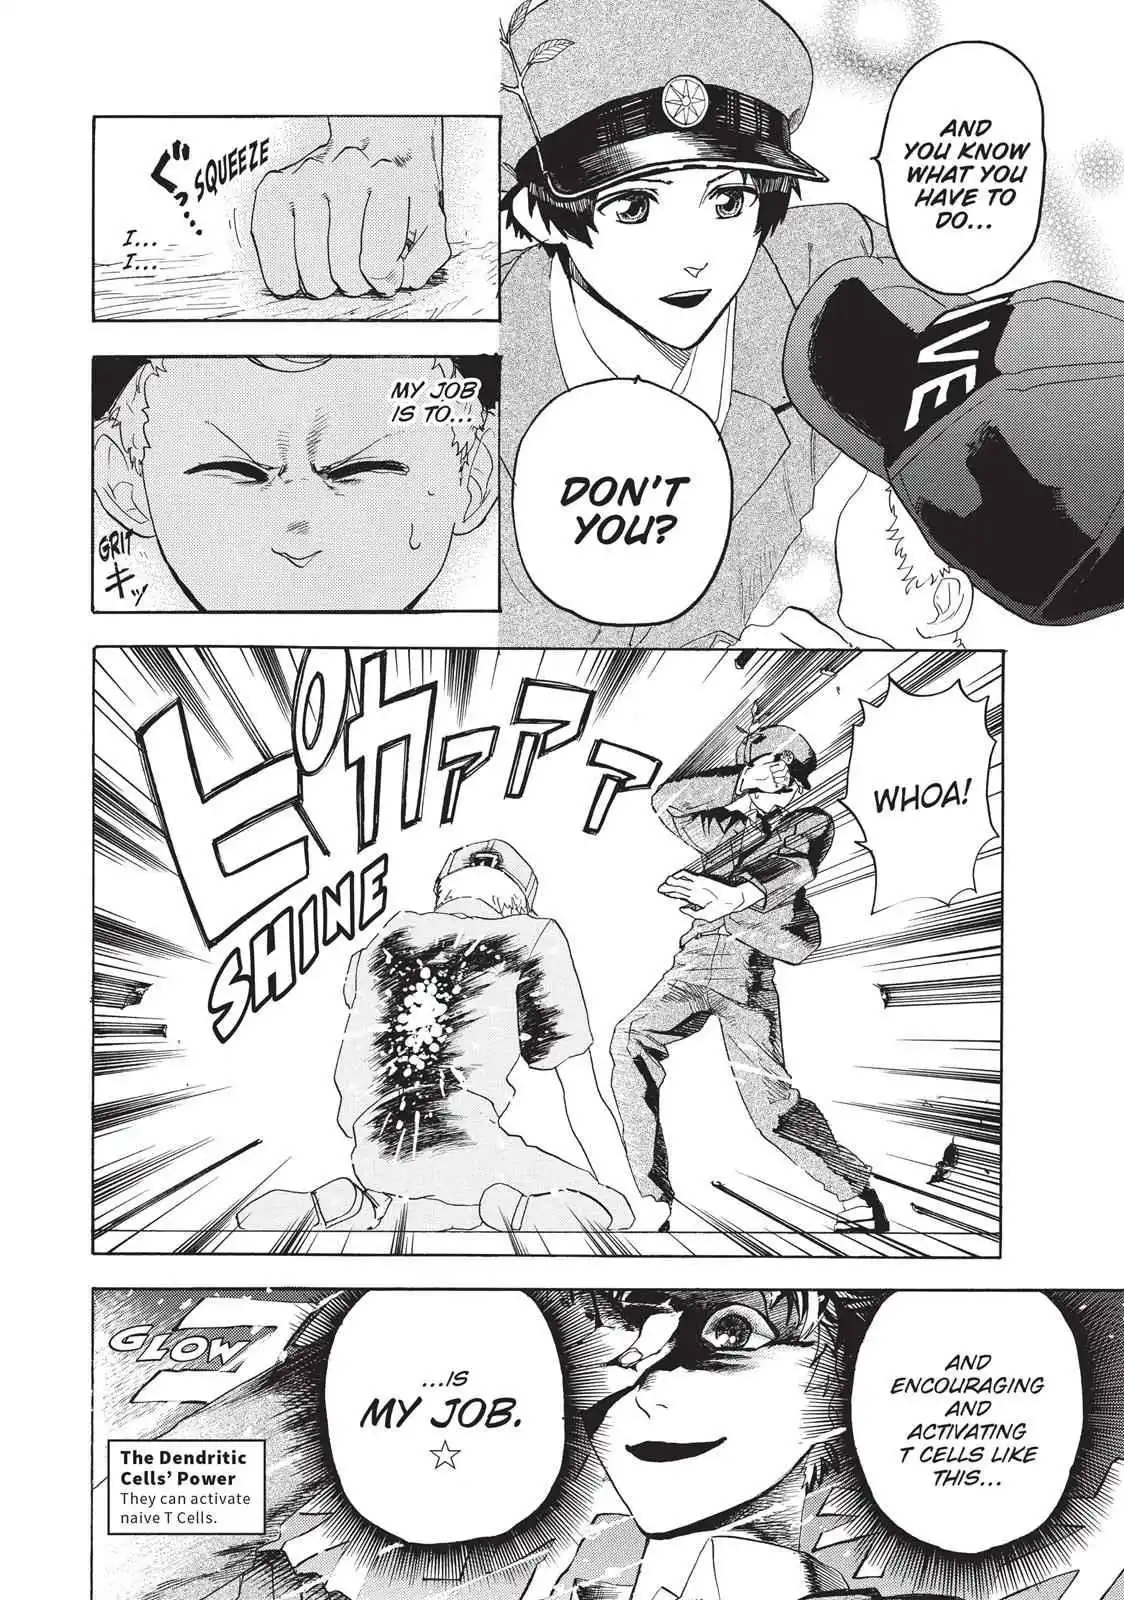 AND
YOU KNOW
WHAT YOU
HAVE TO
DO...
IVE
DON'T
YOU?
ぐっ...
SQUEEZE
I...
I...
MY JOB
IS TO...
GRIT
キッ
WHOA!
ピカァァァ
SHINE
AND
ENCOURAGING
AND
ACTIVATING
T CELLS LIKE
THIS...
...IS
MY JOB.
☆
GLOW
The Dendritic
Cells' Power
They can activate
naive T Cells.